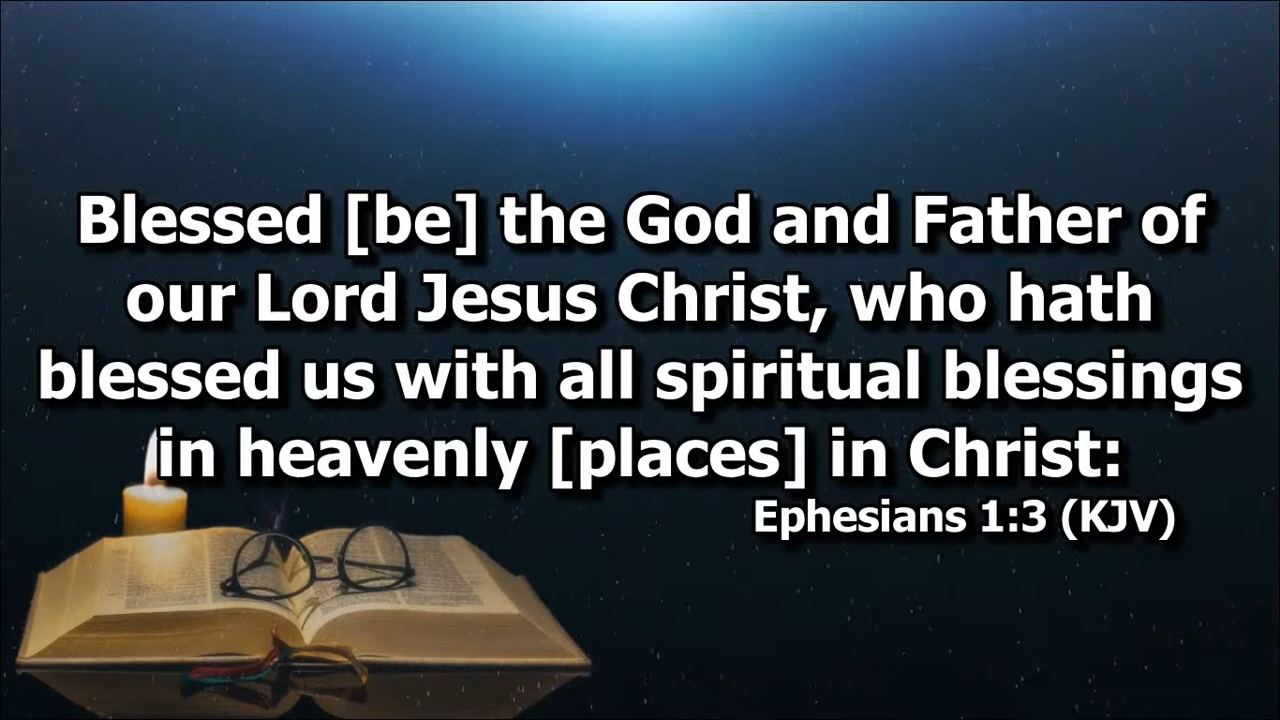 Blessed [be] the God and Father of
our Lord Jesus Christ, who hath
blessed us with all spiritual blessings
in heavenly [places] in Christ:
Ephesians 1:3 (KJV)